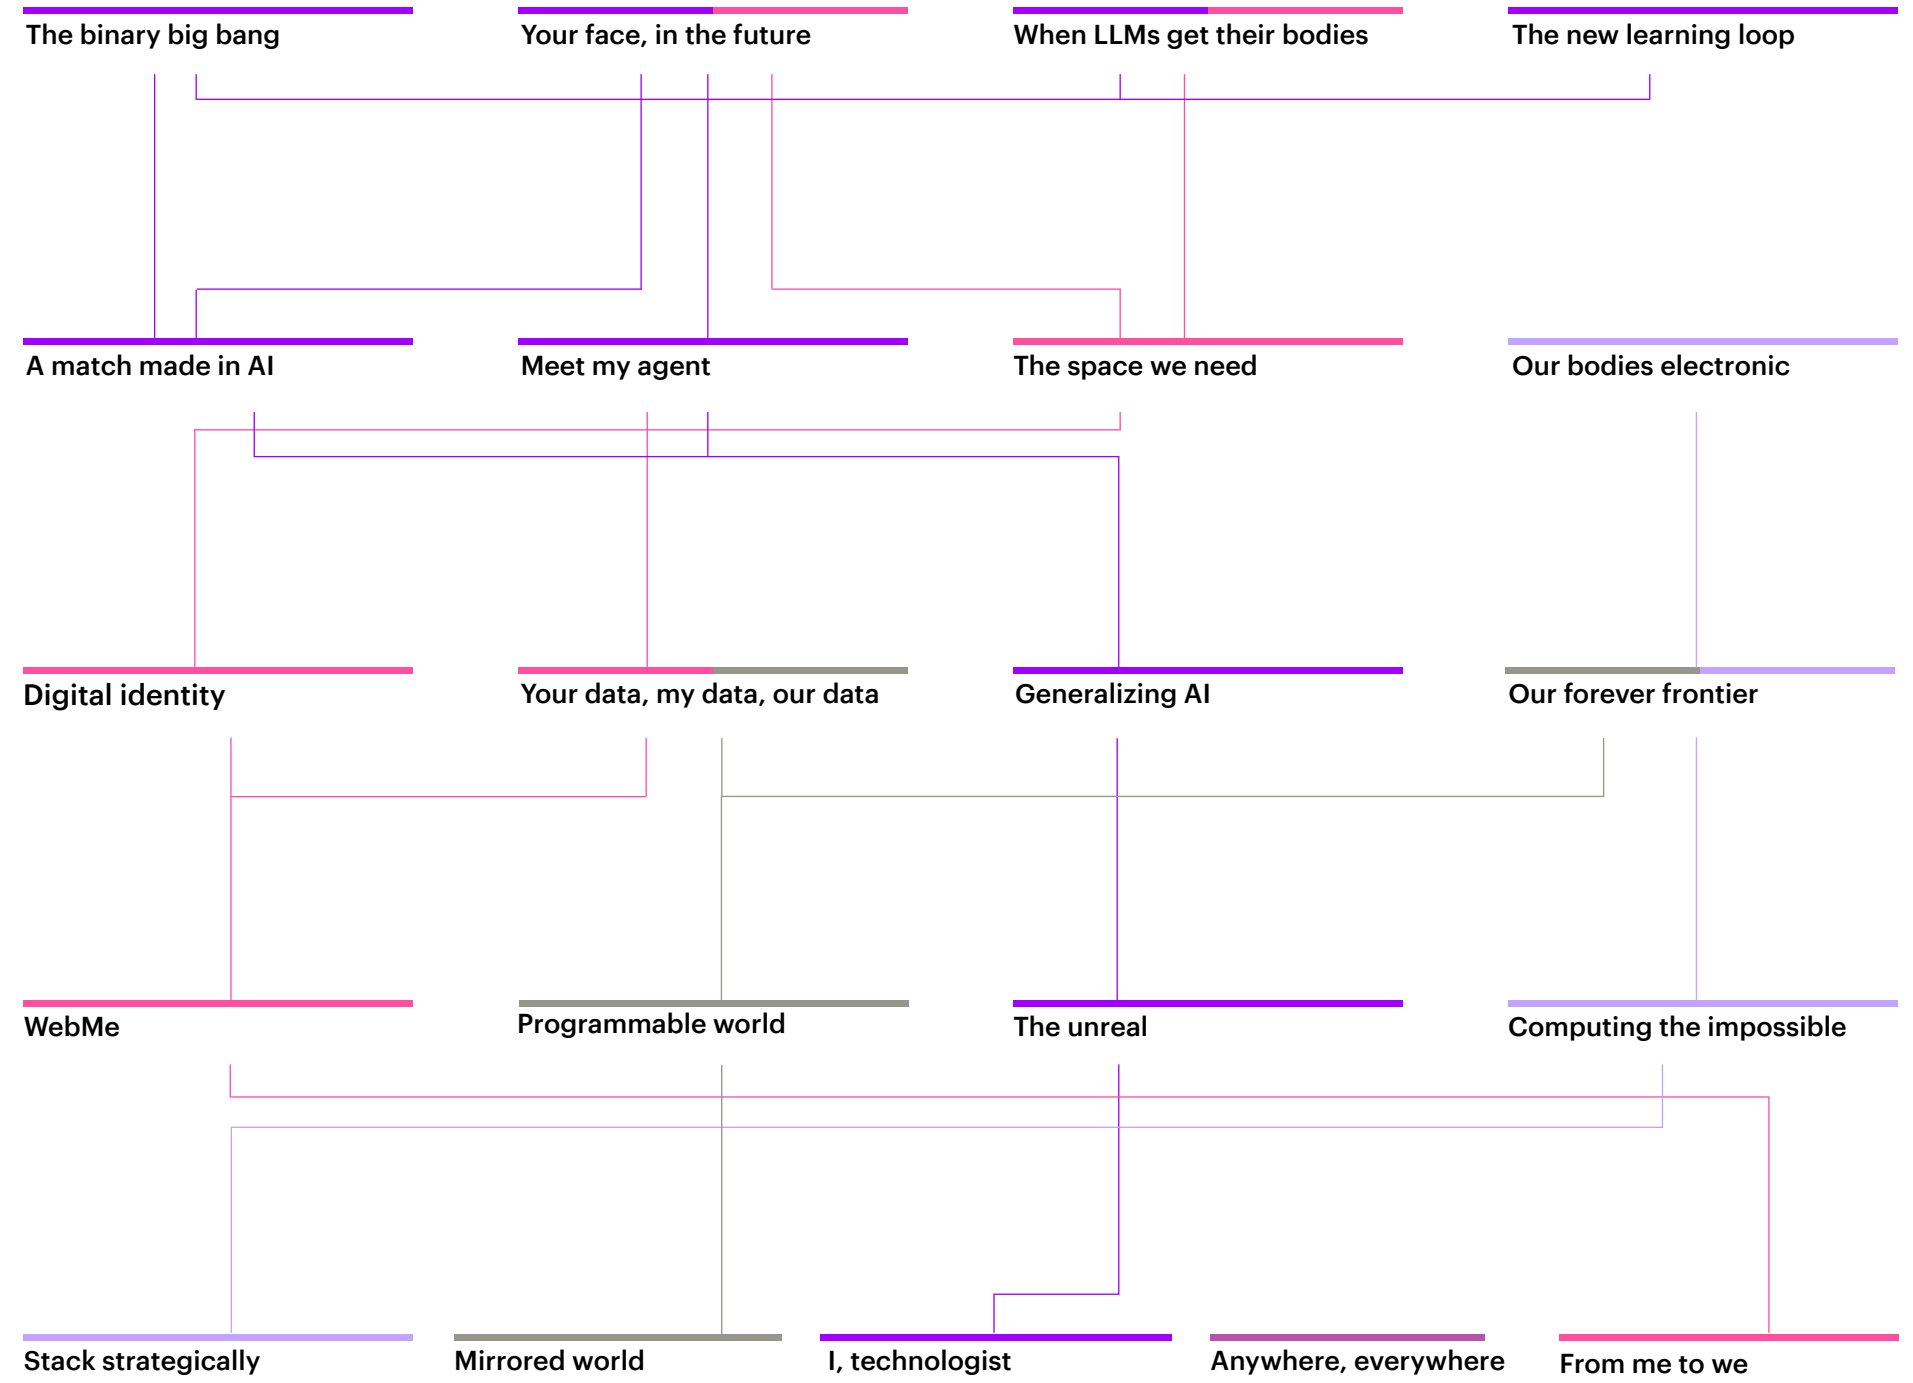 The binary big bang
Your face, in the future
When LLMs get their bodies
The new learning loop
A match made in AI
Meet my agent
The space we need
Our bodies electronic
Digital identity
Your data, my data, our data
Generalizing AI
Our forever frontier
WebMe
Programmable world
The unreal
Computing the impossible
Stack strategically
Mirrored world
I, technologist
Anywhere, everywhere
From me to we